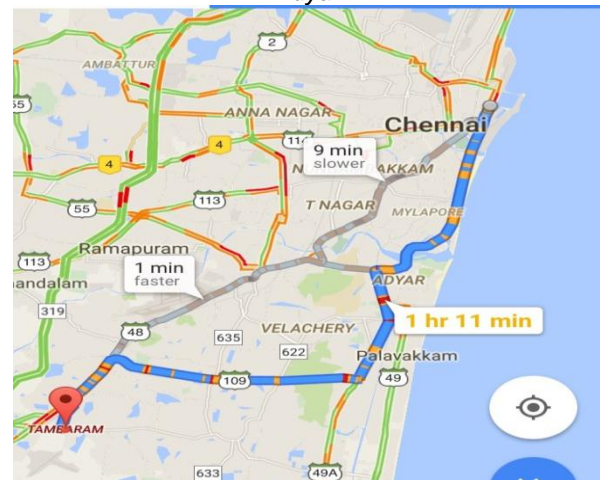 2
AMBATTUR
55
ANNA NAGAR
Chennai
114
9 min
slower
AKKAM
4
4
55
113
T NAGAR
MYLAPORE
Ramapuram
113
andalam
1 min
faster
ADYAR
319
48
635
VELACHERY
622
1 hr 11 min
Palavakkam
109
49
TAMBARAM
633
49A